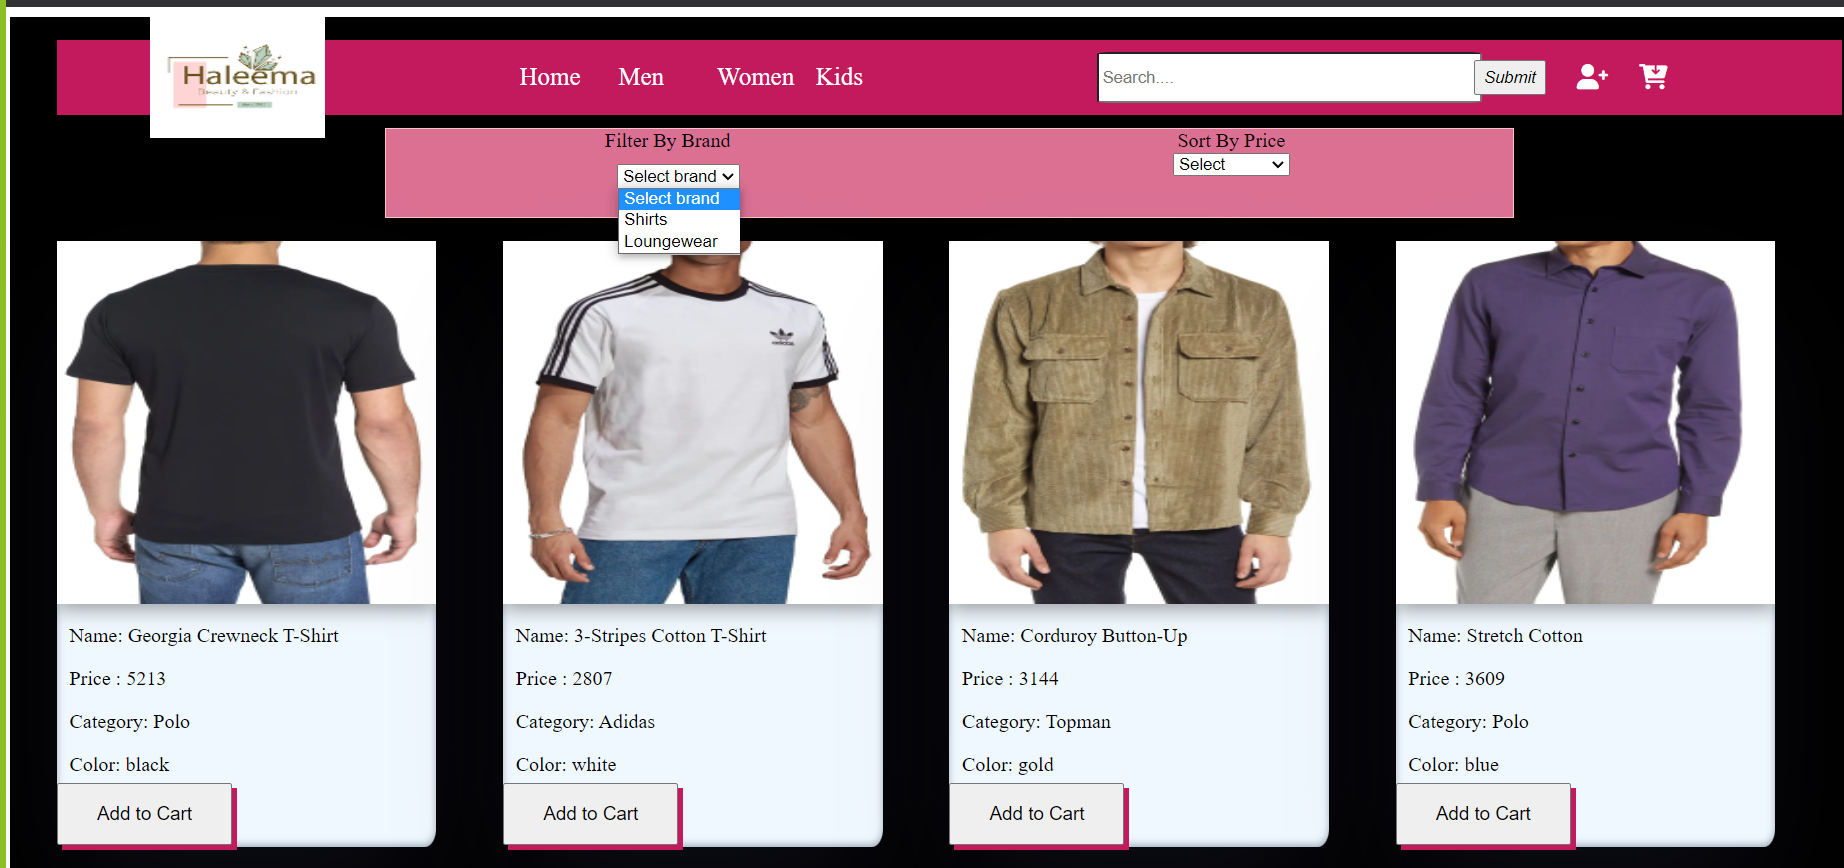 Haleema
Beauty & Fashion
Home Men Women Kids
Search....
Submit
Filter By Brand
Select brand
Select brand
Shirts
Loungewear
Sort By Price
Select
adidas
Name: Georgia Crewneck T-Shirt
Price : 5213
Category: Polo
Color: black
Add to Cart
Name: 3-Stripes Cotton T-Shirt
Price : 2807
Category: Adidas
Color: white
Add to Cart
Name: Corduroy Button-Up
Price : 3144
Category: Topman
Color: gold
Add to Cart
Name: Stretch Cotton
Price : 3609
Category: Polo
Color: blue
Add to Cart